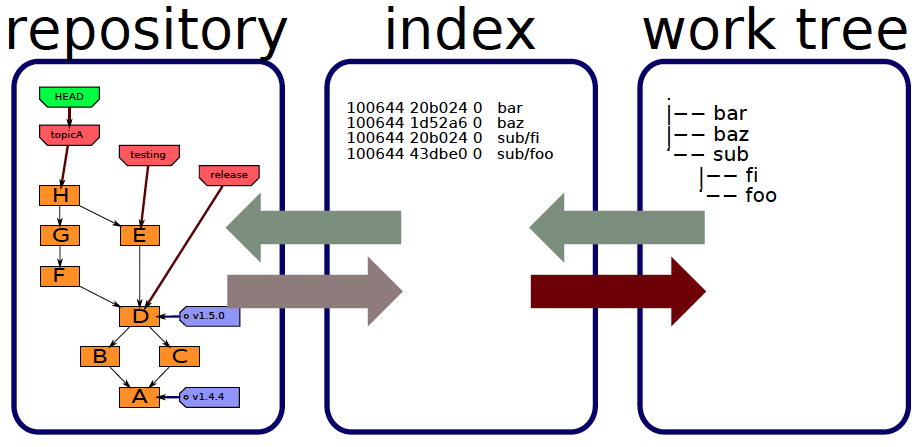 repository
index
work tree
HEAD
topicA
testing
release
H
G
E
F
D
v1.5.0
B
C
A
v1.4.4
100644 20b024 0 bar
100644 1d52a6 0 baz
100644 20b024 0 sub/fi
100644 43dbe0 0 sub/foo
.
|−− bar
|−− baz
`−− sub
|−− fi
`−− foo